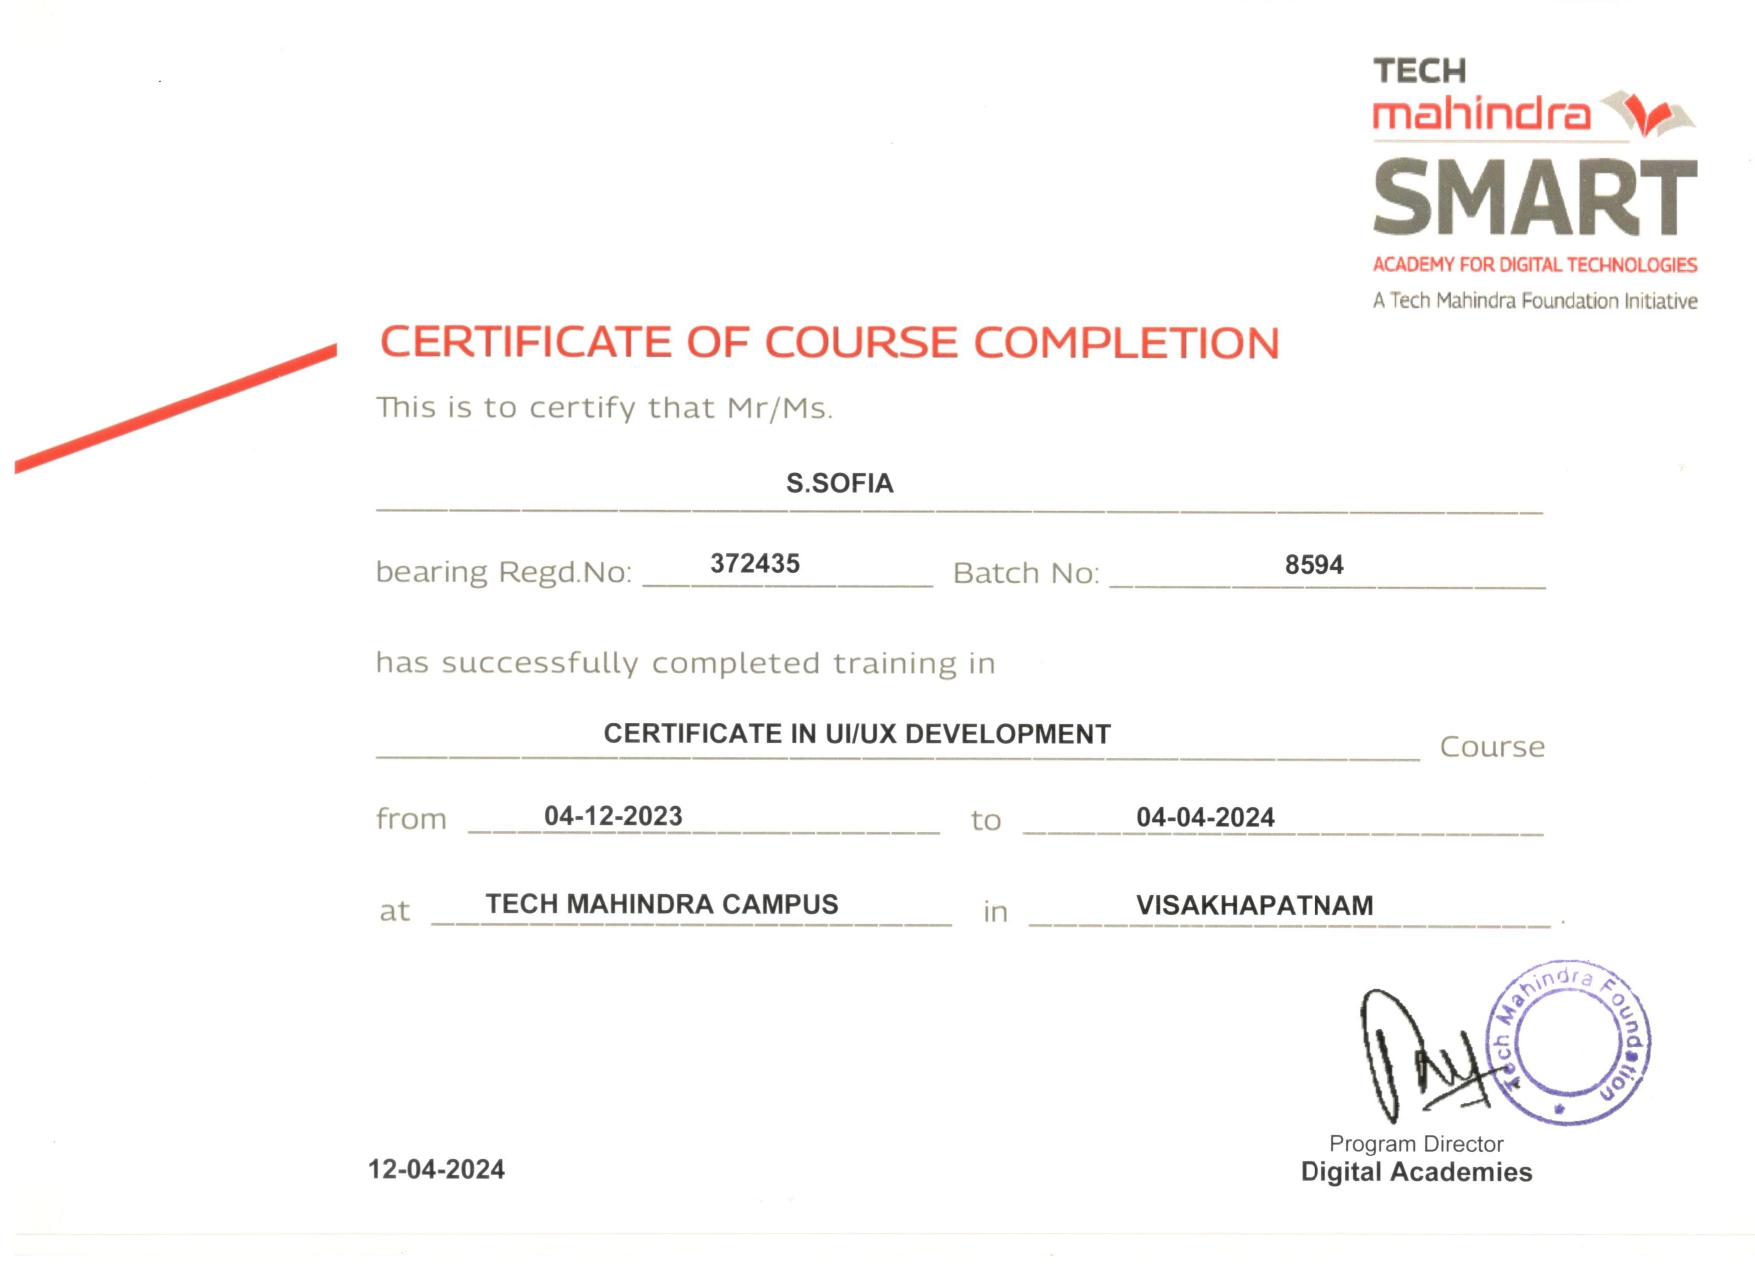 TECH
mahindra
SMART
ACADEMY FOR DIGITAL TECHNOLOGIES
A Tech Mahindra Foundation Initiative
CERTIFICATE OF COURSE COMPLETION
This is to certify that Mr/Ms.
S.SOFIA
bearing Regd.No: 372435 Batch No: 8594
has successfully completed training in
CERTIFICATE IN UI/UX DEVELOPMENT Course
from 04-12-2023 to 04-04-2024
at TECH MAHINDRA CAMPUS in VISAKHAPATNAM .
Tech Mahindra Foundation
Program Director
Digital Academies
12-04-2024